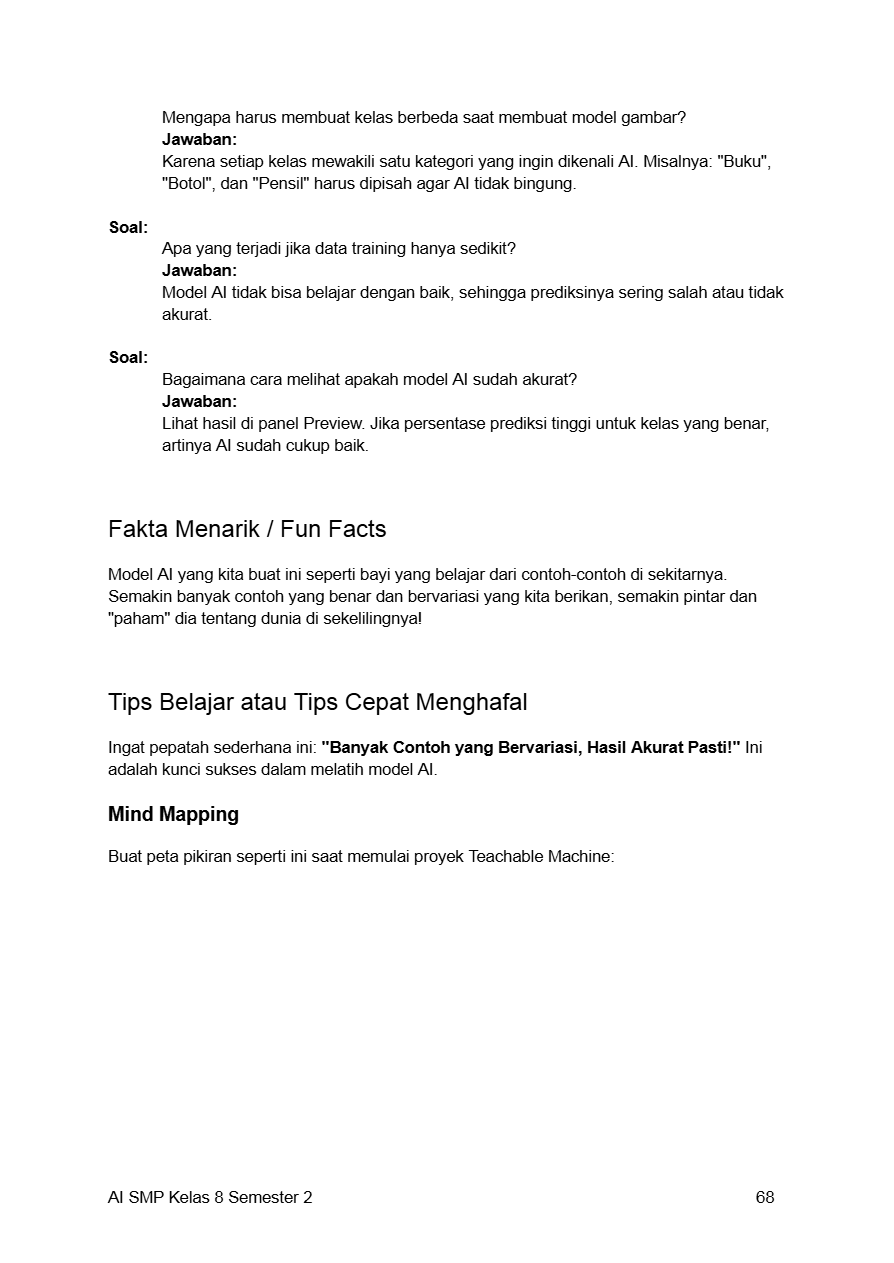 Mengapa harus membuat kelas berbeda saat membuat model gambar?
Jawaban:
Karena setiap kelas mewakili satu kategori yang ingin dikenali AI. Misalnya: "Buku",
"Botol", dan "Pensil" harus dipisah agar AI tidak bingung.
Soal:
Apa yang terjadi jika data training hanya sedikit?
Jawaban:
Model AI tidak bisa belajar dengan baik, sehingga prediksinya sering salah atau tidak
akurat.
Soal:
Bagaimana cara melihat apakah model AI sudah akurat?
Jawaban:
Lihat hasil di panel Preview. Jika persentase prediksi tinggi untuk kelas yang benar,
artinya AI sudah cukup baik.
Fakta Menarik / Fun Facts
Model AI yang kita buat ini seperti bayi yang belajar dari contoh-contoh di sekitarnya.
Semakin banyak contoh yang benar dan bervariasi yang kita berikan, semakin pintar dan
"paham" dia tentang dunia di sekelilingnya!
Tips Belajar atau Tips Cepat Menghafal
Ingat pepatah sederhana ini: "Banyak Contoh yang Bervariasi, Hasil Akurat Pasti!" Ini
adalah kunci sukses dalam melatih model AI.
Mind Mapping
Buat peta pikiran seperti ini saat memulai proyek Teachable Machine:
AI SMP Kelas 8 Semester 2 68